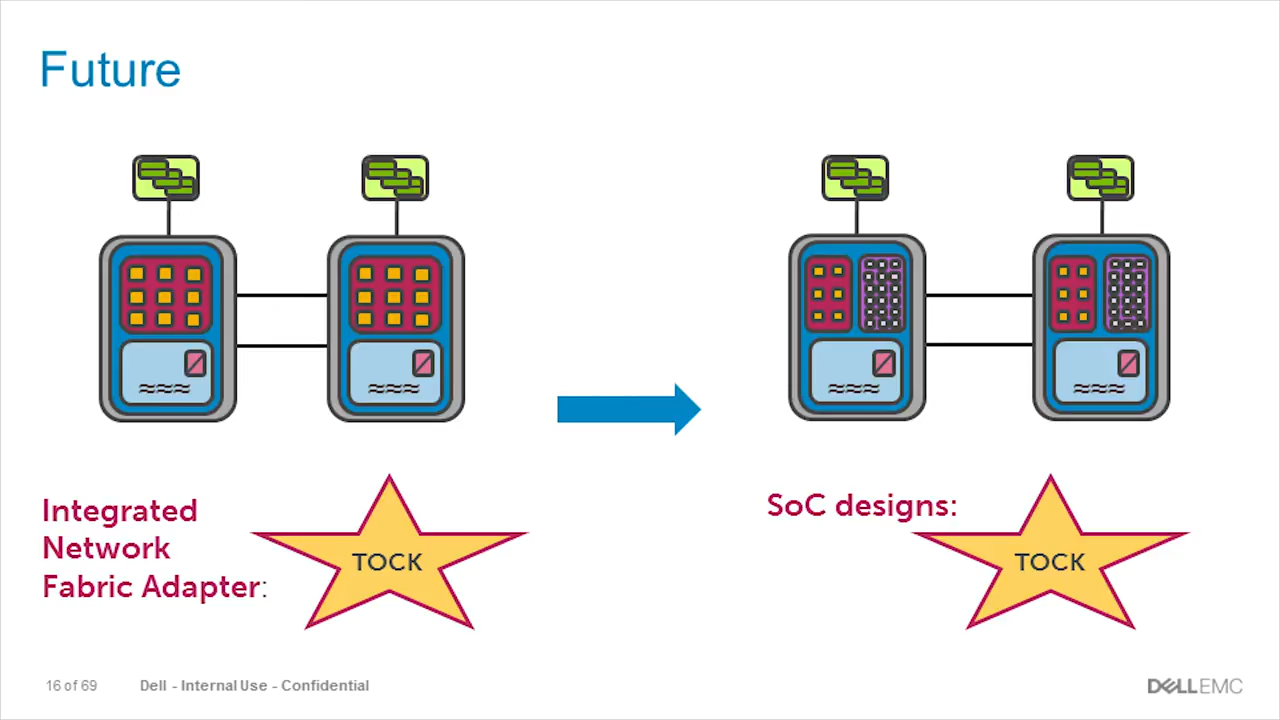 Future
Integrated
Network
Fabric Adapter:
TOCK
SoC designs:
TOCK
16 of 69
Dell - Internal Use - Confidential
DELLEMC